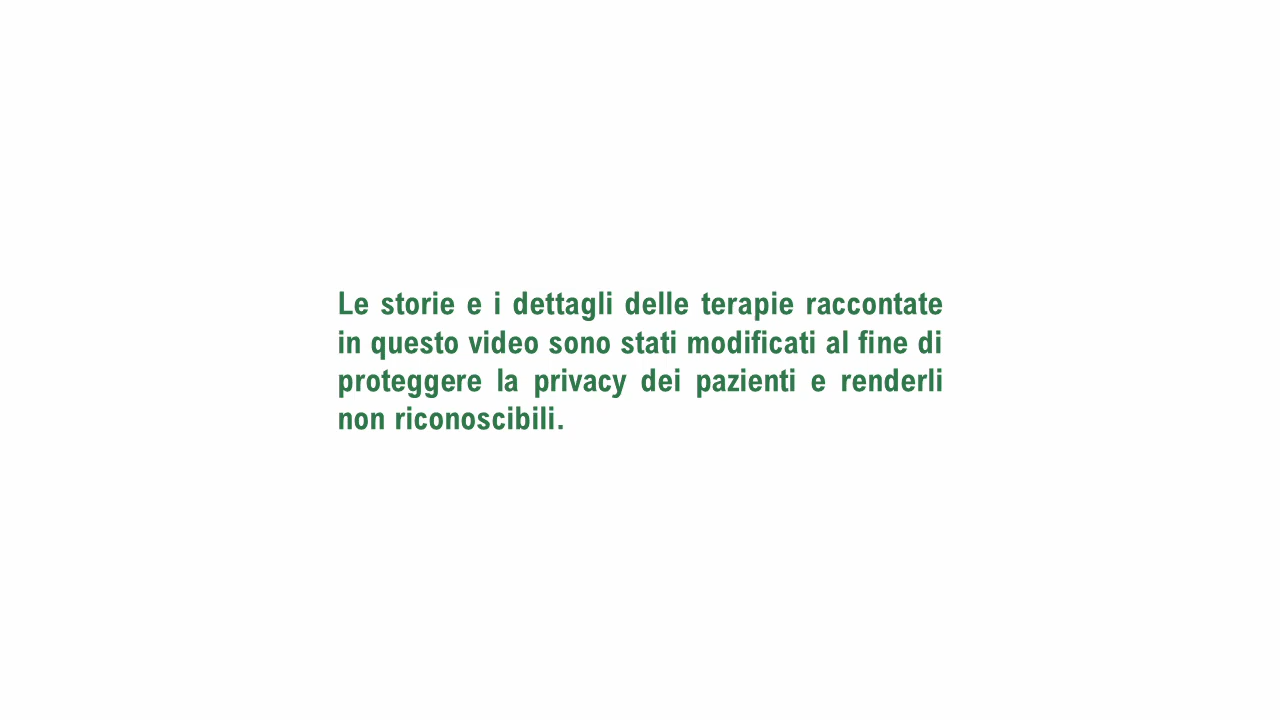 Le storie e i dettagli delle terapie raccontate
in questo video sono stati modificati al fine di
proteggere la privacy dei pazienti e renderli
non riconoscibili.